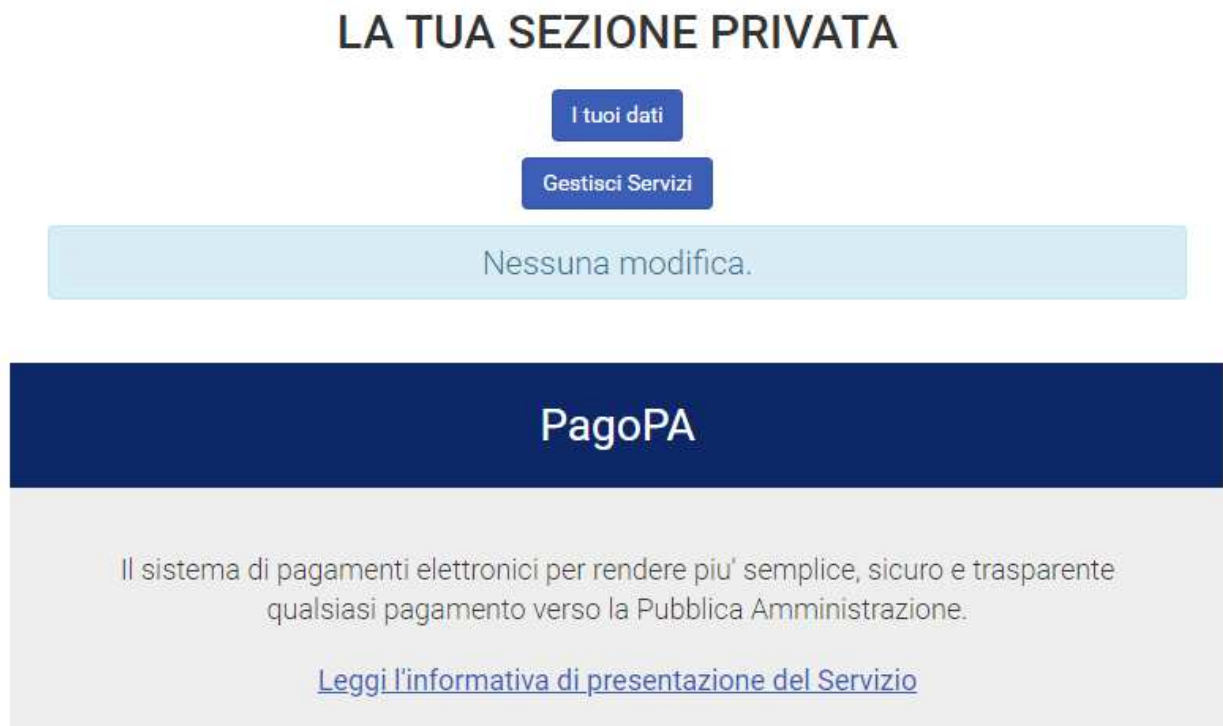 LA TUA SEZIONE PRIVATA
I tuoi dati
Gestisci Servizi
Nessuna modifica.
PagoPA
Il sistema di pagamenti elettronici per rendere piu' semplice, sicuro e trasparente
qualsiasi pagamento verso la Pubblica Amministrazione.
Leggi l'informativa di presentazione del Servizio